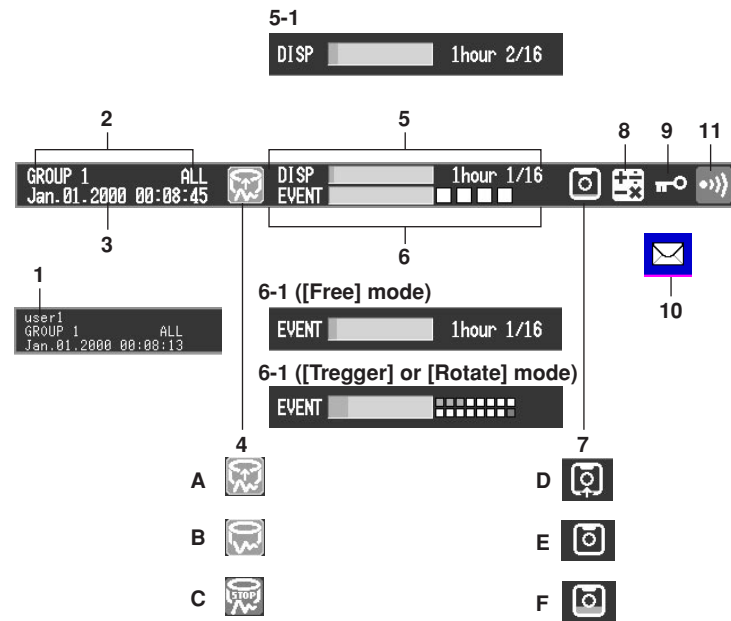 5-1
DISP 1hour 2/16
2 5 8 9 11
GROUP 1 ALL DISP 1hour 1/16
Jan.01.2000 00:08:45 EVENT
3 6
10
1
user1
GROUP 1 ALL
Jan.01.2000 00:08:13
6-1 ([Free] mode)
EVENT 1hour 1/16
6-1 ([Tregger] or [Rotate] mode)
EVENT
4 7
A D
B E
C STOP F